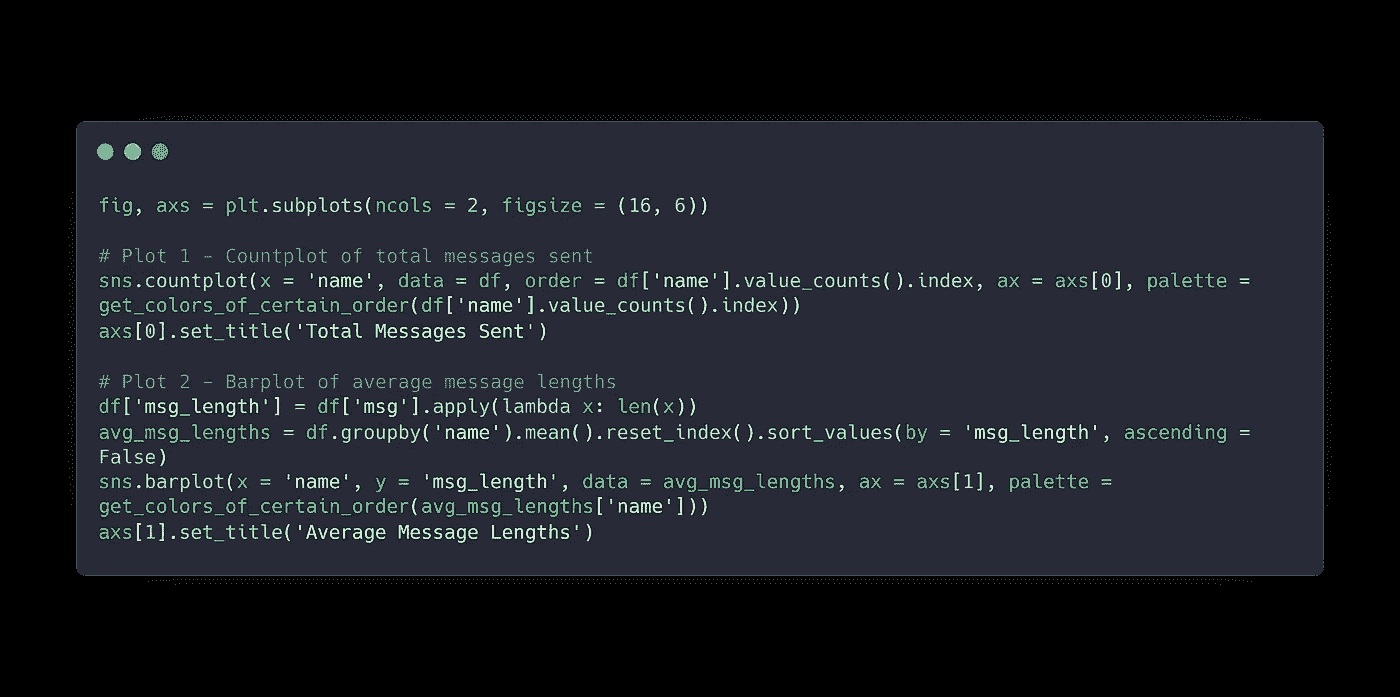 fig, axs = plt.subplots(ncols = 2, figsize = (16, 6))
# Plot 1 - Countplot of total messages sent
sns.countplot(x = 'name', data = df, order = df['name'].value_counts().index, ax = axs[0], palette =
get_colors_of_certain_order(df['name'].value_counts().index))
axs[0].set_title('Total Messages Sent')
# Plot 2 - Barplot of average message lengths
df['msg_length'] = df['msg'].apply(lambda x: len(x))
avg_msg_lengths = df.groupby('name').mean().reset_index().sort_values(by = 'msg_length', ascending =
False)
sns.barplot(x = 'name', y = 'msg_length', data = avg_msg_lengths, ax = axs[1], palette =
get_colors_of_certain_order(avg_msg_lengths['name']))
axs[1].set_title('Average Message Lengths')